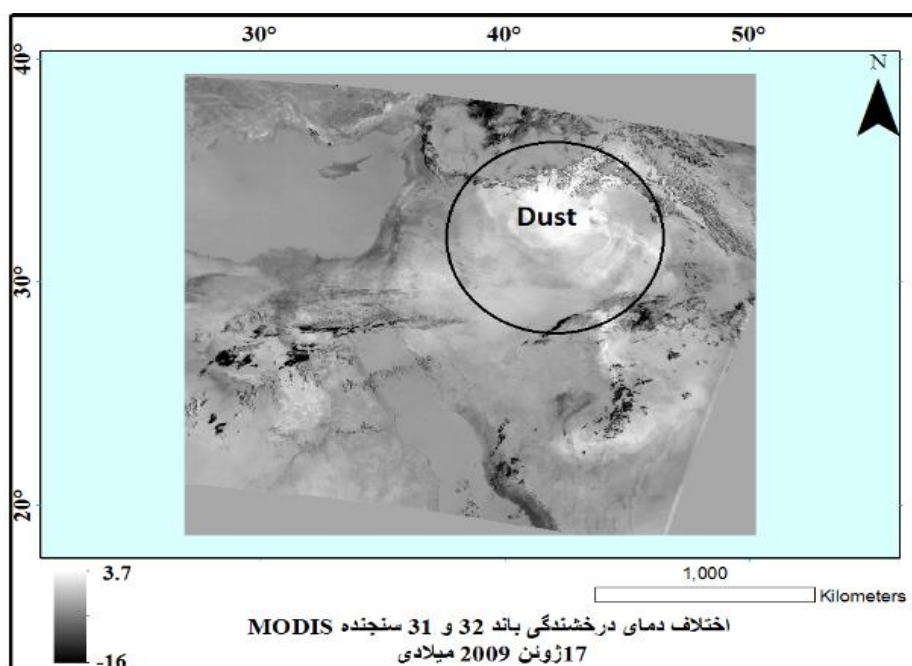 30° 40° 50°
40°
N
Dust
30°
20°
3.7
-16
1,000
Kilometers
اختلاف دمای درخشندگی باند 32 و 31 سنجنده MODIS
17ژوئن 2009 میلادی